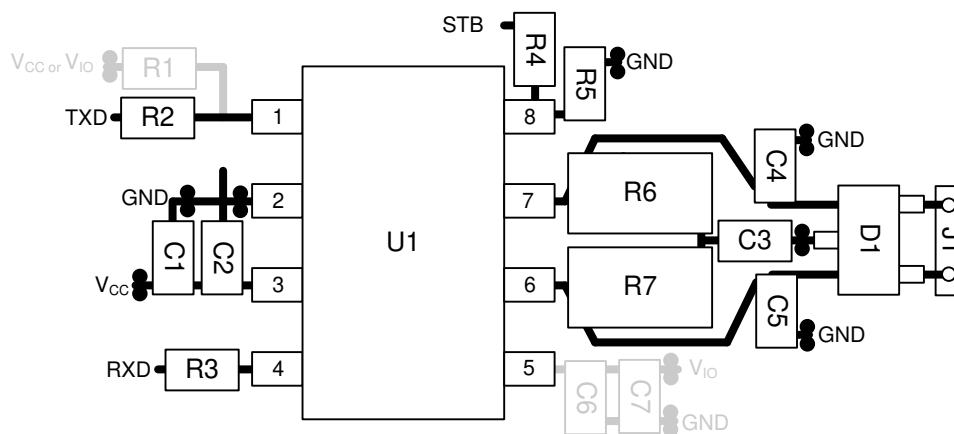 STB
R4
R5
GND
VCC or VIO
R1
TXD
R2
1
8
GND
C4
GND
2
7
R6
U1
C1
C2
C3
D1
J1
VCC
3
6
R7
C5
GND
RXD
R3
4
5
C6
C7
VIO
GND